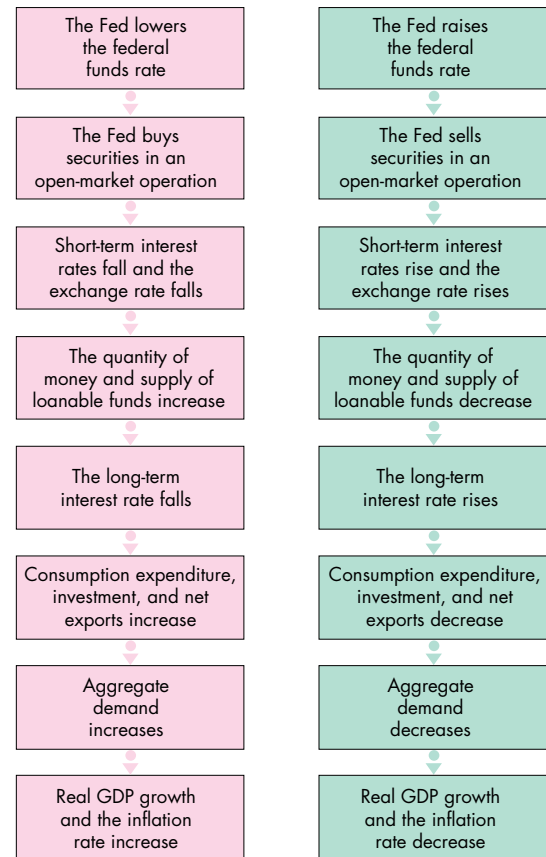 The Fed lowers
the federal
funds rate
The Fed buys
securities in an
open-market operation
Short-term interest
rates fall and the
exchange rate falls
The quantity of
money and supply of
loanable funds increase
The long-term
interest rate falls
Consumption expenditure,
investment, and net
exports increase
Aggregate
demand
increases
Real GDP growth
and the inflation
rate increase
The Fed raises
the federal
funds rate
The Fed sells
securities in an
open-market operation
Short-term interest
rates rise and the
exchange rate rises
The quantity of
money and supply of
loanable funds decrease
The long-term
interest rate rises
Consumption expenditure,
investment, and net
exports decrease
Aggregate
demand
decreases
Real GDP growth
and the inflation
rate decrease